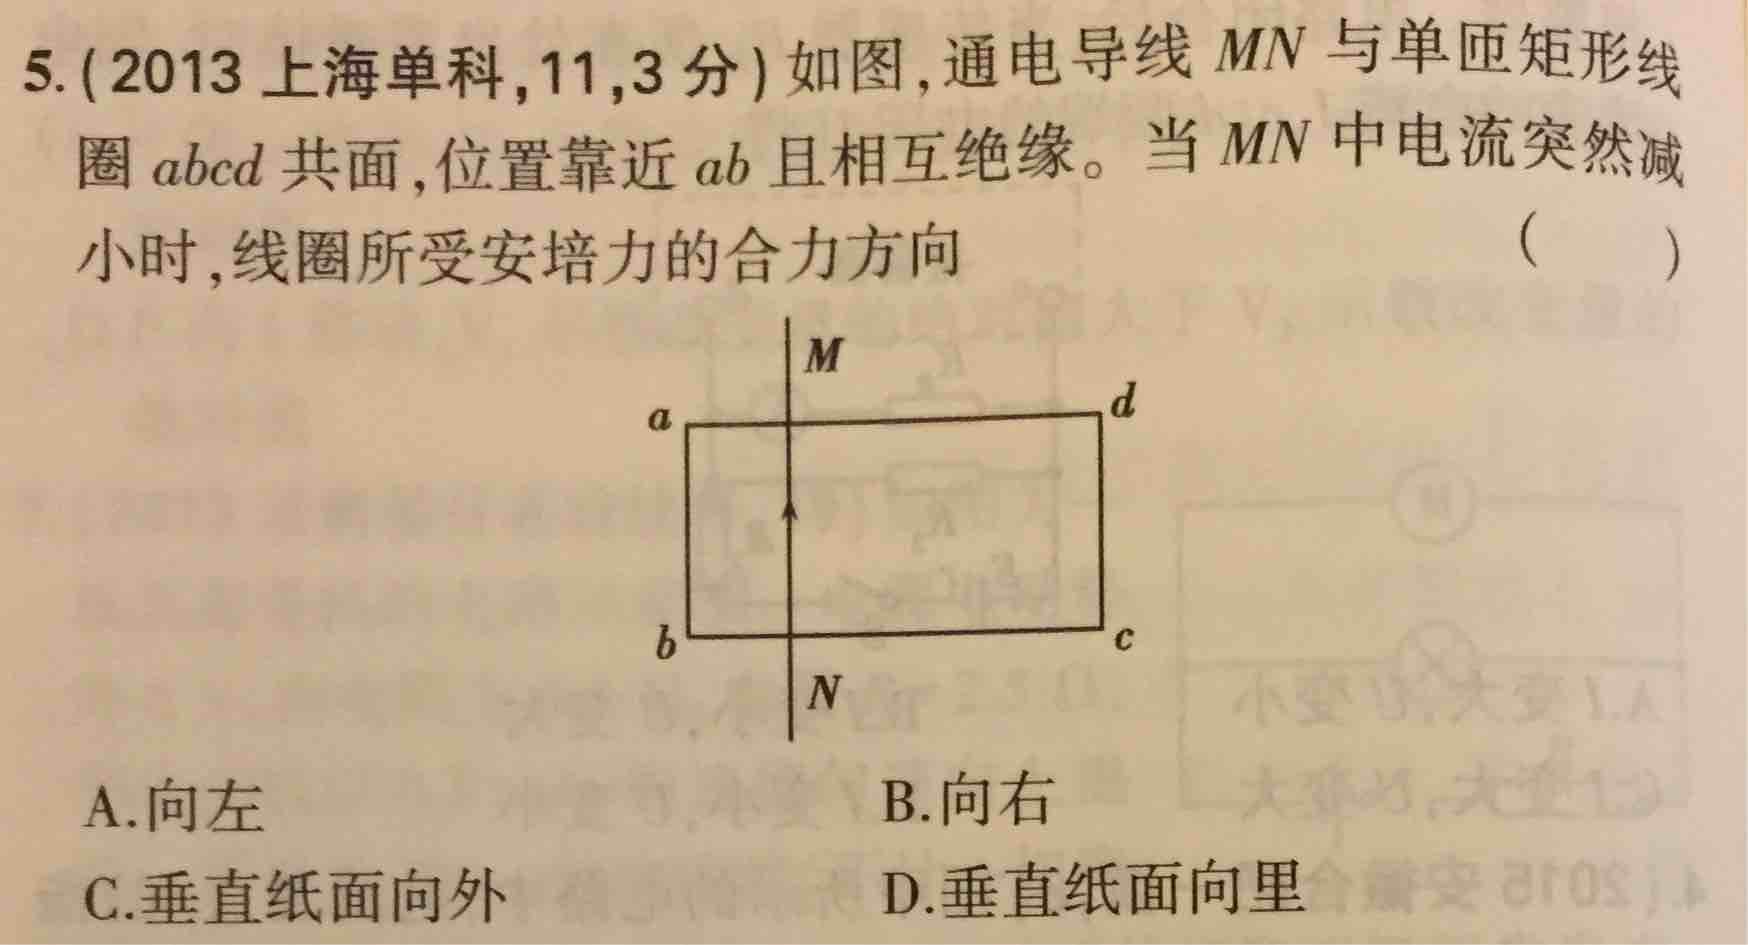 5.(2013 上海单科,11,3 分)如图,通电导线 MN 与单匝矩形线
圈 abcd 共面,位置靠近 ab 且相互绝缘。当 MN 中电流突然减
小时,线圈所受安培力的合力方向 (  )
M
a d
b c
N
A.向左 B.向右
C.垂直纸面向外 D.垂直纸面向里